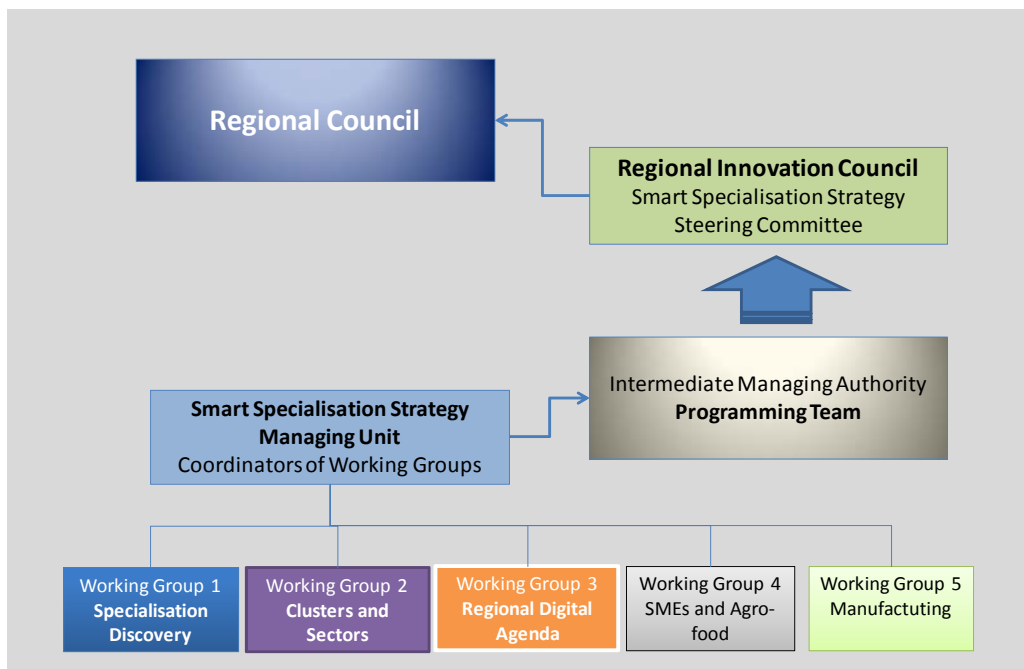 Regional Council
Regional Innovation Council
Smart Specialisation Strategy
Steering Committee
Intermediate Managing Authority
Programming Team
Smart Specialisation Strategy
Managing Unit
Coordinators of Working Groups
Working Group 1
Specialisation
Discovery
Working Group 2
Clusters and
Sectors
Working Group 3
Regional Digital
Agenda
Working Group 4
SMEs and Agro-
food
Working Group 5
Manufactuting